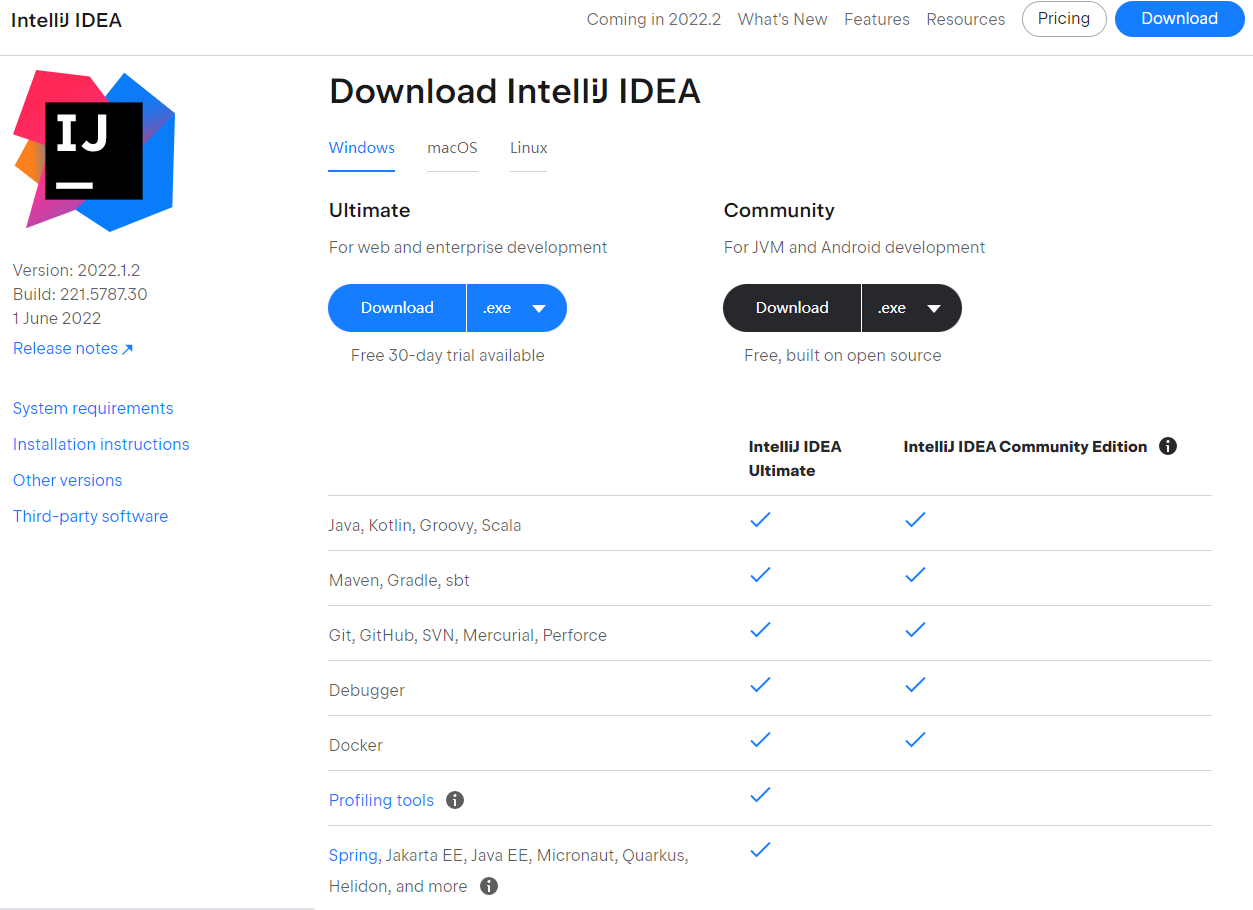 IntelliJ IDEA
Coming in 2022.2 What's New Features Resources Pricing Download
IJ
Version: 2022.1.2
Build: 221.5787.30
1 June 2022
Release notes
System requirements
Installation instructions
Other versions
Third-party software
Download IntelliJ IDEA
Windows macOS Linux
Ultimate
For web and enterprise development
Download .exe
Free 30-day trial available
Community
For JVM and Android development
Download .exe
Free, built on open source
IntelliJ IDEA
Ultimate
IntelliJ IDEA Community Edition
Java, Kotlin, Groovy, Scala
Maven, Gradle, sbt
Git, GitHub, SVN, Mercurial, Perforce
Debugger
Docker
Profiling tools
Spring, Jakarta EE, Java EE, Micronaut, Quarkus,
Helidon, and more